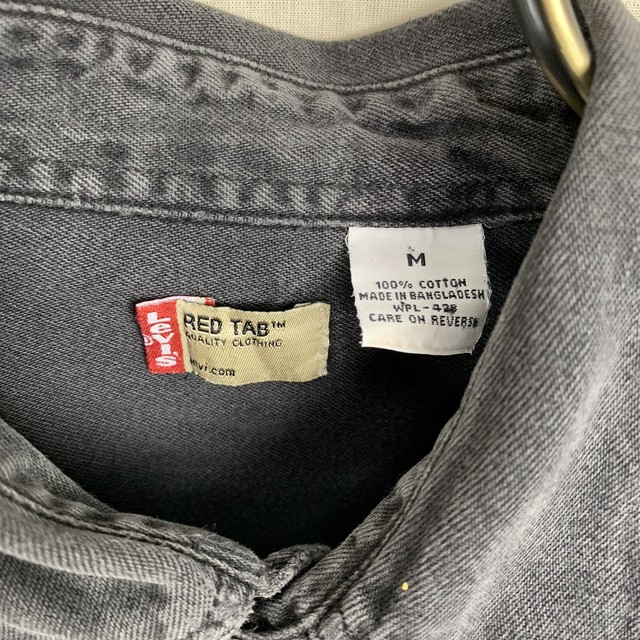 Levi's
®
RED TAB™
QUALITY CLOTHING
levi.com
M
100% COTTON
MADE IN BANGLADESH
WPL-423
CARE ON REVERSE